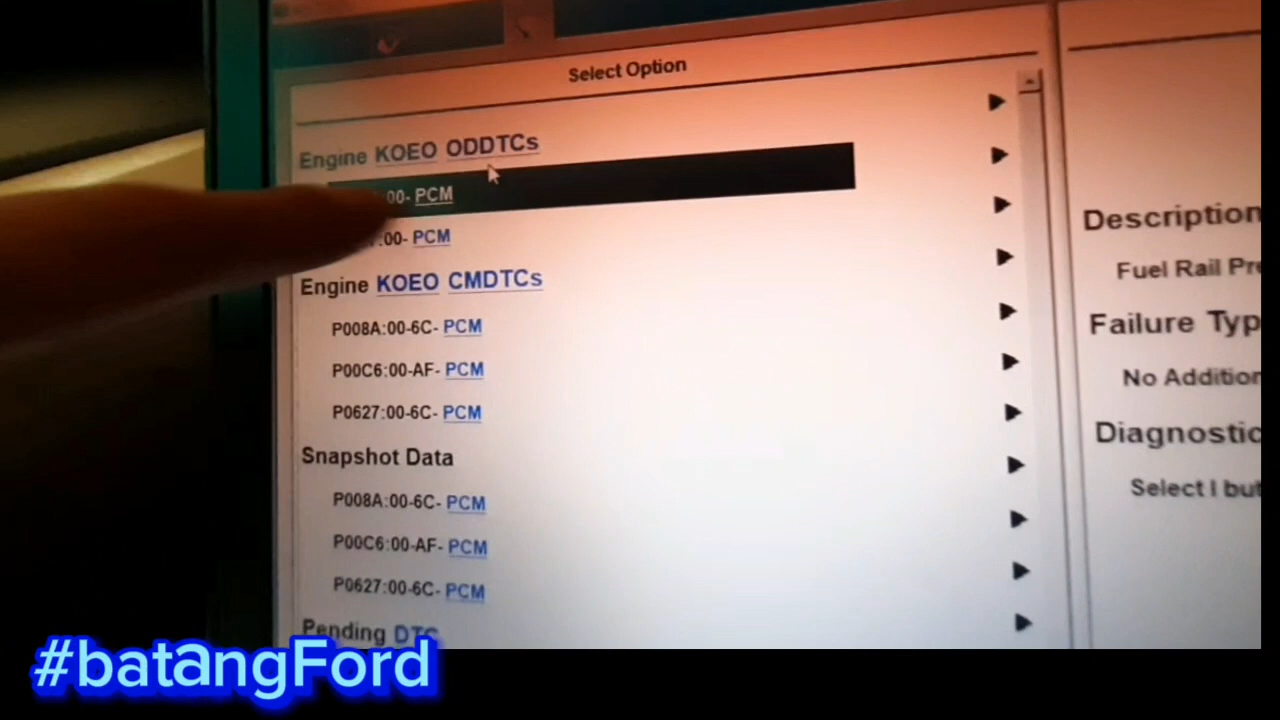 Select Option
Engine KOEO ODDTCs
:00- PCM
:00- PCM
Engine KOEO CMDTCs
P008A:00-6C- PCM
P00C6:00-AF- PCM
P0627:00-6C- PCM
Snapshot Data
P008A:00-6C- PCM
P00C6:00-AF- PCM
P0627:00-6C- PCM
Pending DTC
Description
Fuel Rail Pre
Failure Typ
No Addition
Diagnostic
Select I but
#batangFord